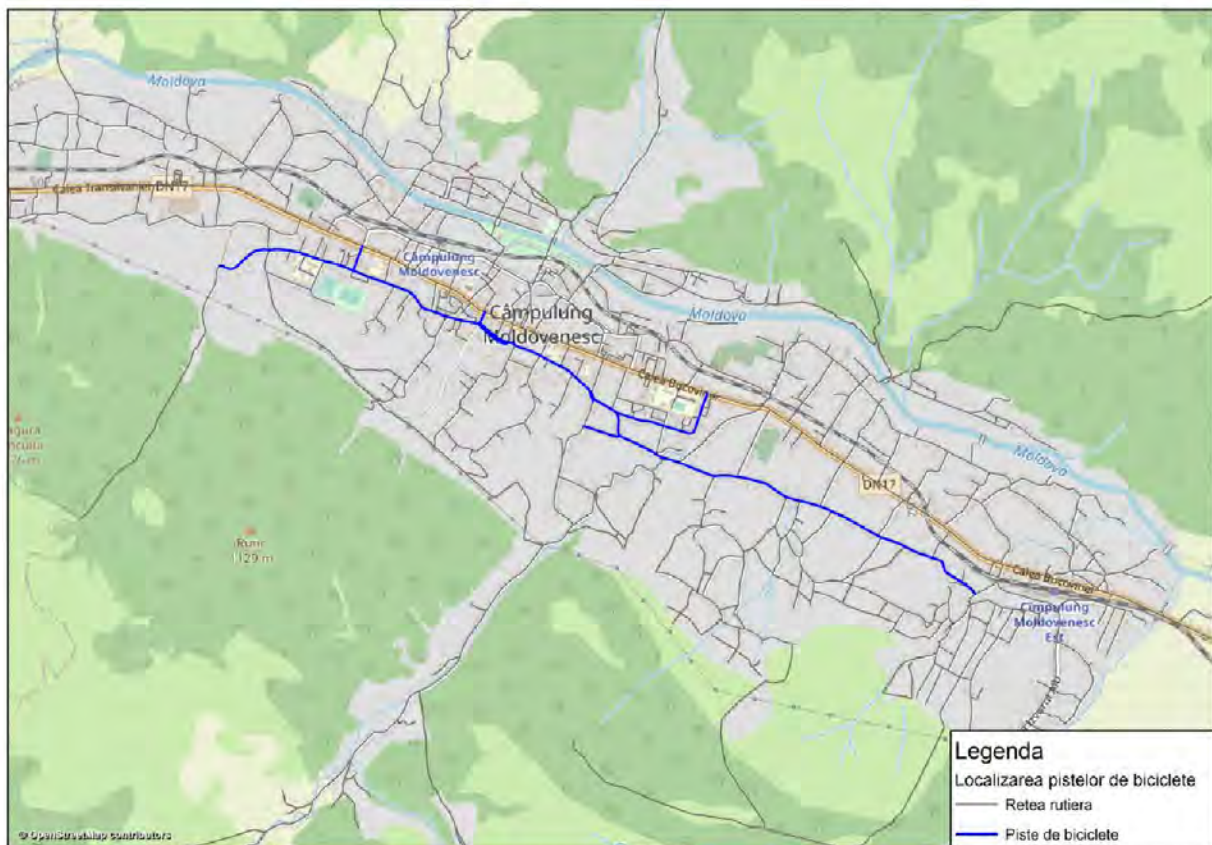 Moldova
Calea Transilvaniei DN17
Câmpulung
Moldovenesc
Câmpulung
Moldovenesc
Moldova
Calea Bucovinei
Moldova
DN17
Runc
1129 m
Calea Bucovinei
Cîmpulung
Moldovenesc
Est
Legenda
Localizarea pistelor de biciclete
Retea rutiera
Piste de biciclete
© OpenStreetMap contributors